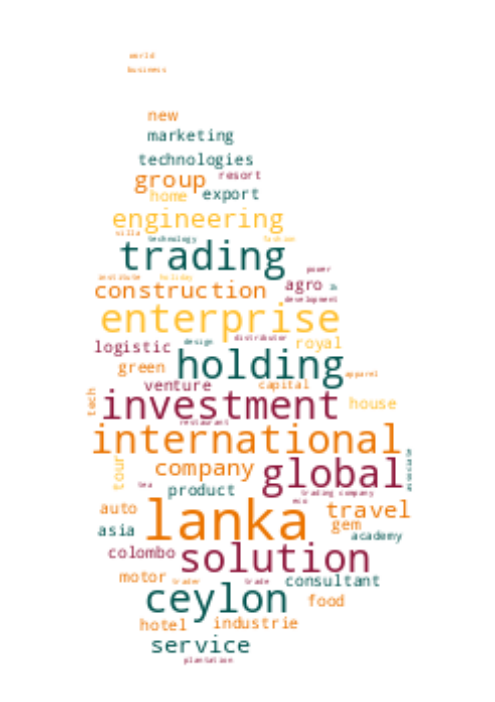 world
business
new
marketing
technologies
group resort
home export
engineering
villa fashion
technology
trading
power
institute holiday
construction agro
development
enterprise
distributor
logistic design royal
holding
green apparel
venture capital
tech investment house
restaurant
international
associate
company global
tour tea product trading company
eco
auto lanka travel
gem
asia academy
colombo solution
motor trader trade consultant
ceylon food
hotel industrie
service
plantation